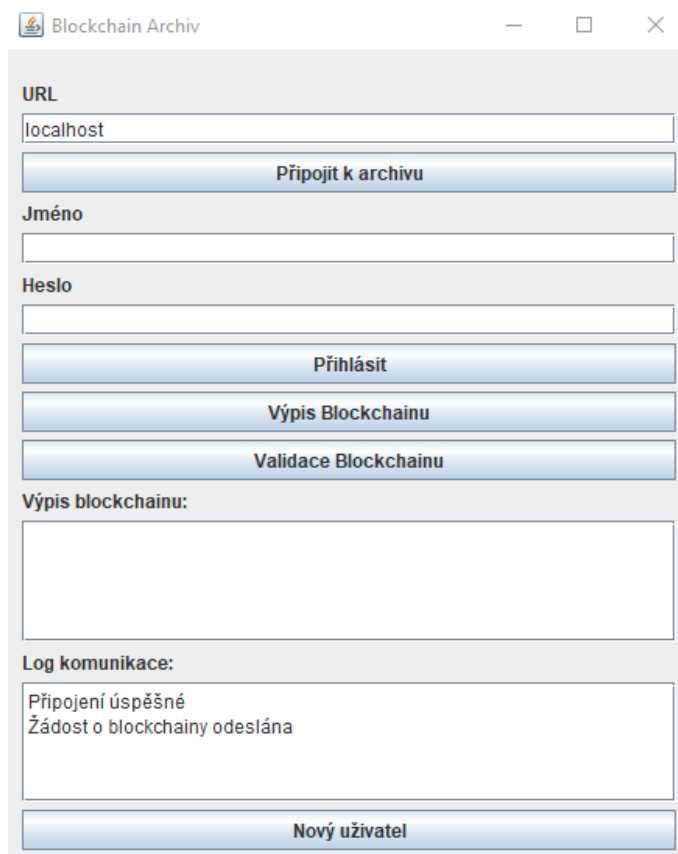 Blockchain Archiv
URL
localhost
Připojit k archivu
Jméno
Heslo
Přihlásit
Výpis Blockchainu
Validace Blockchainu
Výpis blockchainu:
Log komunikace:
Připojení úspěšné
Žádost o blockchainy odeslána
Nový uživatel